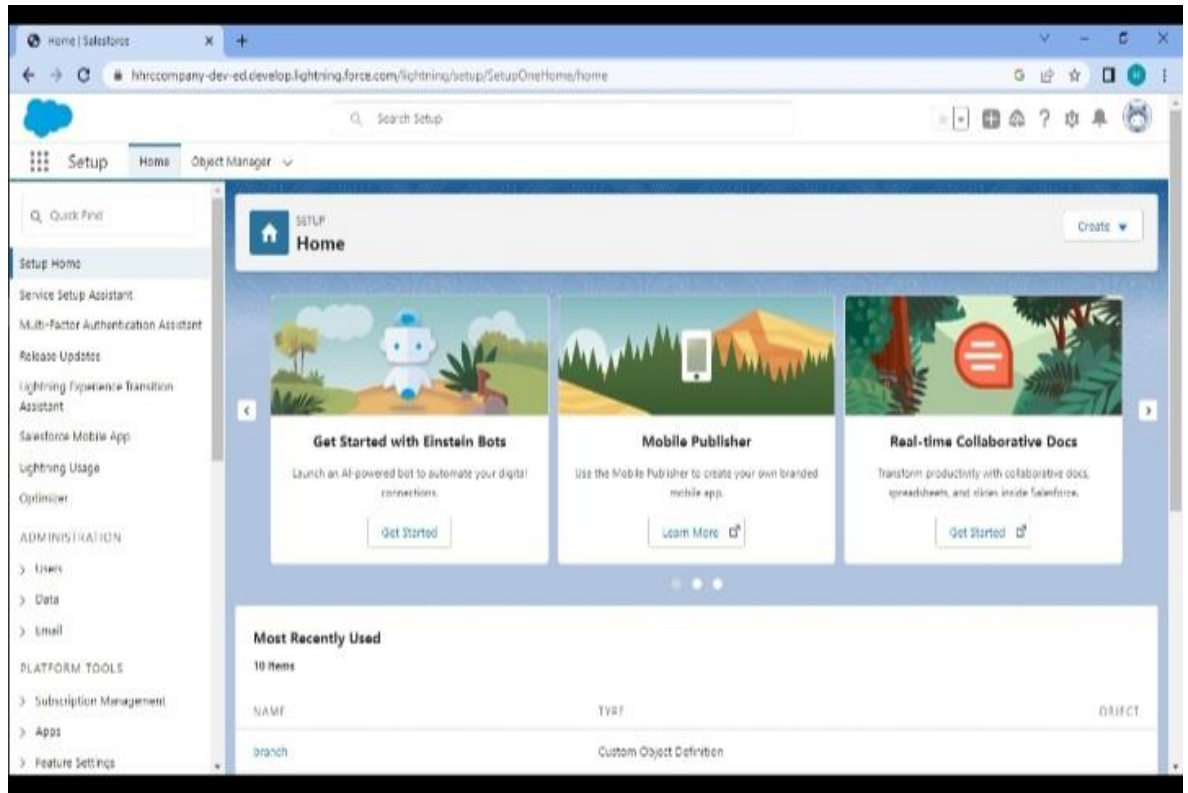 Home | Salesforce
hhrccompany-dev-ed.develop.lightning.force.com/lightning/setup/SetupOneHome/home
Search Setup
Setup Home Object Manager
Quick Find
Setup Home
Service Setup Assistant
Multi-Factor Authentication Assistant
Release Updates
Lightning Experience Transition
Assistant
Salesforce Mobile App
Lightning Usage
Optimizer
ADMINISTRATION
Users
Data
Email
PLATFORM TOOLS
Subscription Management
Apps
Feature Settings
SETUP
Home
Create
Get Started with Einstein Bots
Launch an AI-powered bot to automate your digital
connections.
Get Started
Mobile Publisher
Use the Mobile Publisher to create your own branded
mobile app.
Learn More
Real-time Collaborative Docs
Transform productivity with collaborative docs,
spreadsheets, and slides inside Salesforce.
Get Started
Most Recently Used
10 items
NAME TYPE OBJECT
branch Custom Object Definition